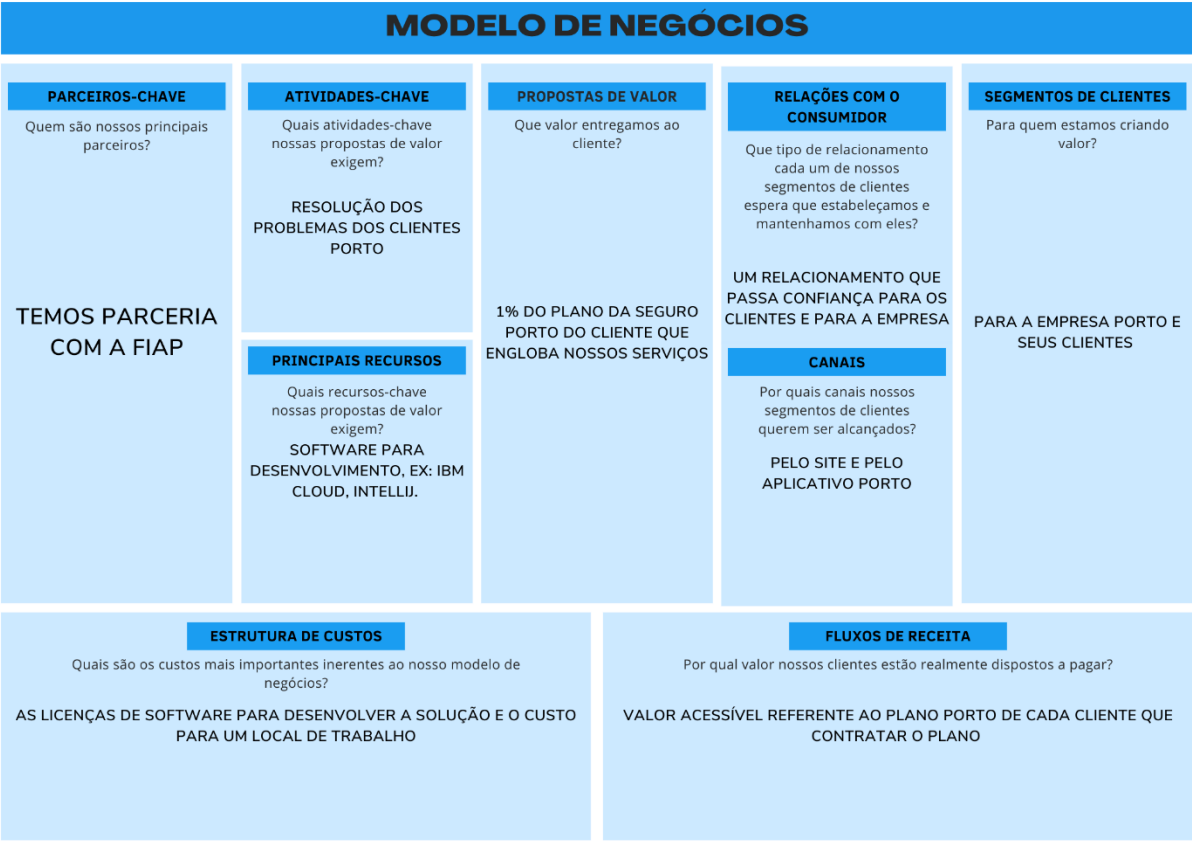 MODELO DE NEGÓCIOS
PARCEIROS-CHAVE
Quem são nossos principais
parceiros?
TEMOS PARCERIA
COM A FIAP
ATIVIDADES-CHAVE
Quais atividades-chave
nossas propostas de valor
exigem?
RESOLUÇÃO DOS
PROBLEMAS DOS CLIENTES
PORTO
PRINCIPAIS RECURSOS
Quais recursos-chave
nossas propostas de valor
exigem?
SOFTWARE PARA
DESENVOLVIMENTO, EX: IBM
CLOUD, INTELLIJ.
PROPOSTAS DE VALOR
Que valor entregamos ao
cliente?
1% DO PLANO DA SEGURO
PORTO DO CLIENTE QUE
ENGLOBA NOSSOS SERVIÇOS
RELAÇÕES COM O
CONSUMIDOR
Que tipo de relacionamento
cada um de nossos
segmentos de clientes
espera que estabeleçamos e
mantenhamos com eles?
UM RELACIONAMENTO QUE
PASSA CONFIANÇA PARA OS
CLIENTES E PARA A EMPRESA
CANAIS
Por quais canais nossos
segmentos de clientes
querem ser alcançados?
PELO SITE E PELO
APLICATIVO PORTO
SEGMENTOS DE CLIENTES
Para quem estamos criando
valor?
PARA A EMPRESA PORTO E
SEUS CLIENTES
ESTRUTURA DE CUSTOS
Quais são os custos mais importantes inerentes ao nosso modelo de
negócios?
AS LICENÇAS DE SOFTWARE PARA DESENVOLVER A SOLUÇÃO E O CUSTO
PARA UM LOCAL DE TRABALHO
FLUXOS DE RECEITA
Por qual valor nossos clientes estão realmente dispostos a pagar?
VALOR ACESSÍVEL REFERENTE AO PLANO PORTO DE CADA CLIENTE QUE
CONTRATAR O PLANO